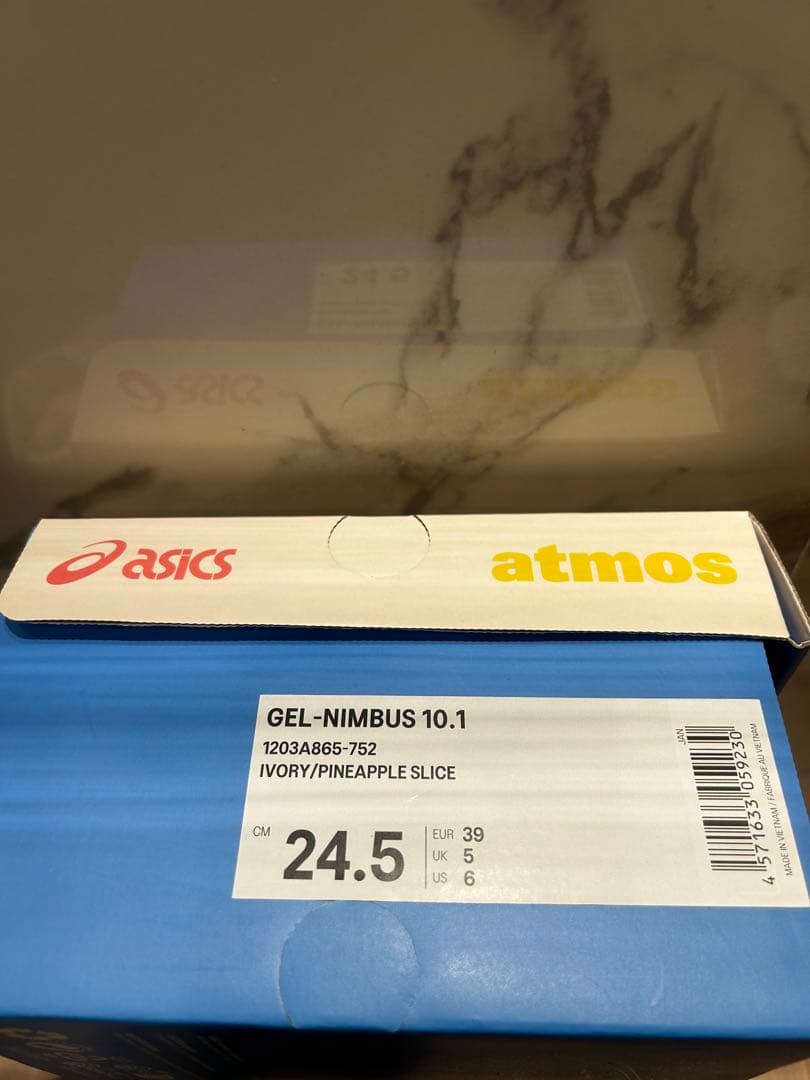 asics
atmos
GEL-NIMBUS 10.1
1203A865-752
IVORY/PINEAPPLE SLICE
CM 24.5
EUR 39
UK 5
US 6
JAN
4 571633 059230
MADE IN VIETNAM / FABRIQUÉ AU VIETNAM